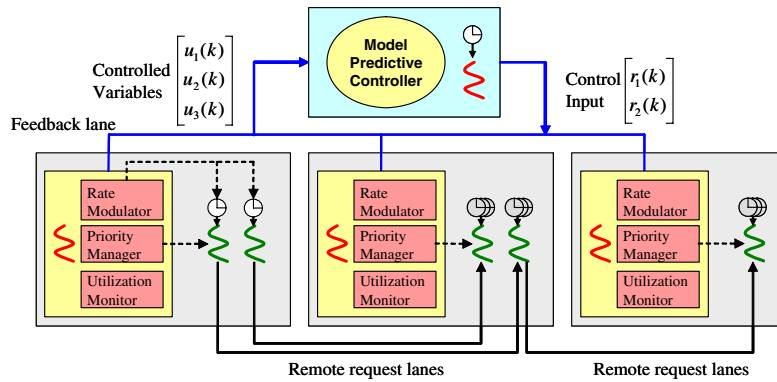 Model
Predictive
Controller
Controlled
Variables
u₁(k)
u₂(k)
u₃(k)
Control
Input
r₁(k)
r₂(k)
Feedback lane
Rate
Modulator
Priority
Manager
Utilization
Monitor
Rate
Modulator
Priority
Manager
Utilization
Monitor
Rate
Modulator
Priority
Manager
Utilization
Monitor
Remote request lanes
Remote request lanes